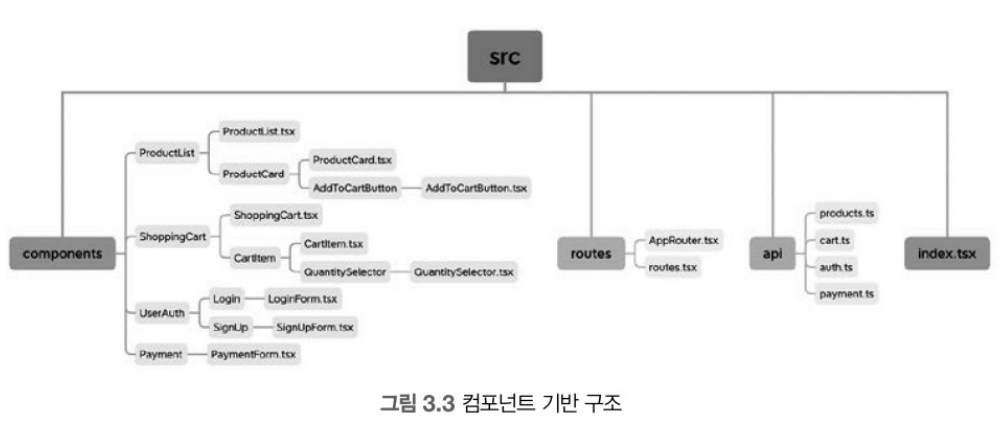 src
ProductList
ProductList.tsx
ProductCard
ProductCard.tsx
AddToCartButton
AddToCartButton.tsx
components
ShoppingCart
ShoppingCart.tsx
CartItem
CartItem.tsx
QuantitySelector
QuantitySelector.tsx
UserAuth
Login
LoginForm.tsx
SignUp
SignUpForm.tsx
Payment
PaymentForm.tsx
routes
AppRouter.tsx
routes.tsx
api
products.ts
cart.ts
auth.ts
payment.ts
index.tsx
그림 3.3 컴포넌트 기반 구조